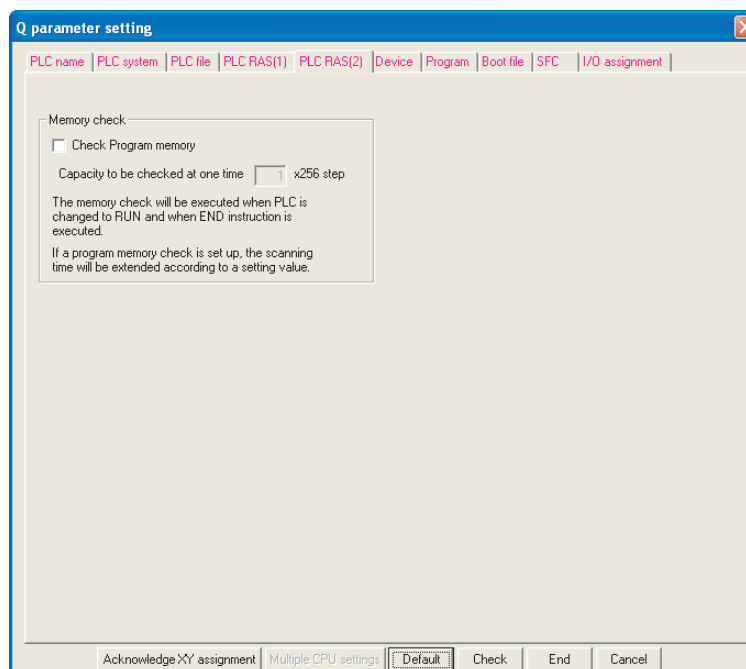 Q parameter setting
PLC name PLC system PLC file PLC RAS(1) PLC RAS(2) Device Program Boot file SFC I/O assignment
Memory check
Check Program memory
Capacity to be checked at one time 1 x256 step
The memory check will be executed when PLC is
changed to RUN and when END instruction is
executed.
If a program memory check is set up, the scanning
time will be extended according to a setting value.
Acknowledge XY assignment Multiple CPU settings Default Check End Cancel